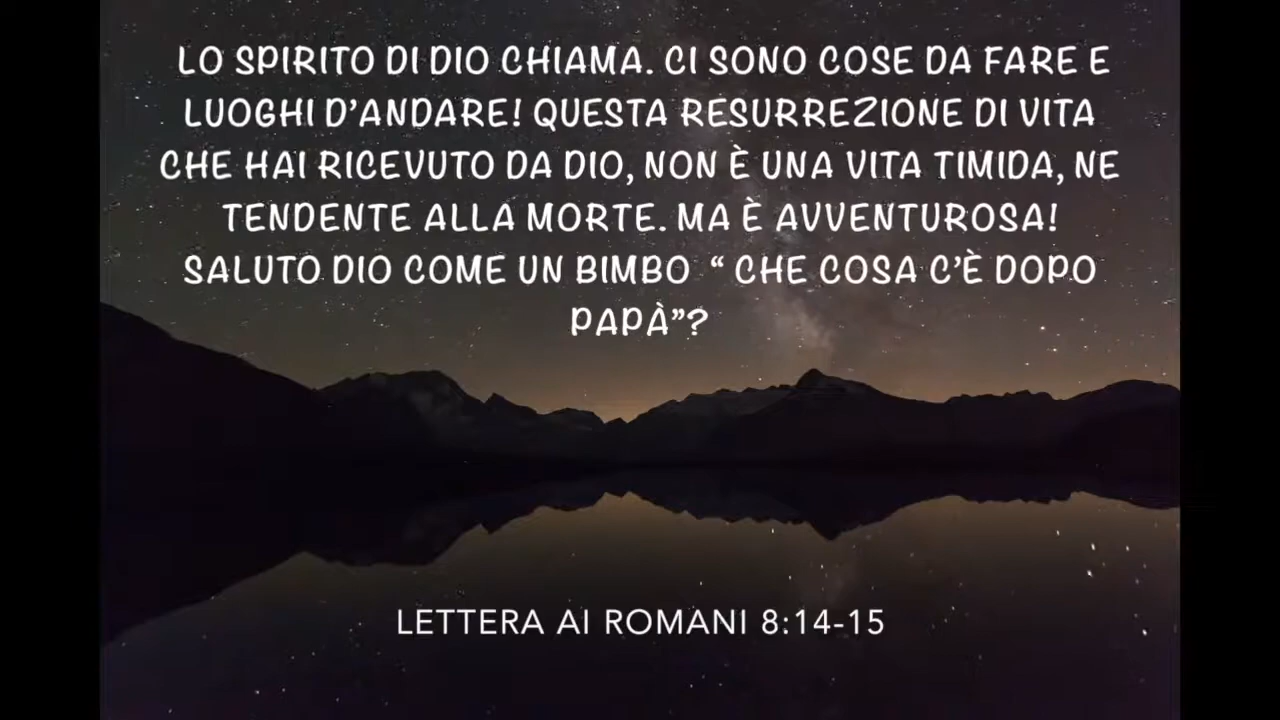 LO SPIRITO DI DIO CHIAMA. CI SONO COSE DA FARE E
LUOGHI D’ANDARE! QUESTA RESURREZIONE DI VITA
CHE HAI RICEVUTO DA DIO, NON È UNA VITA TIMIDA, NE
TENDENTE ALLA MORTE. MA È AVVENTUROSA!
SALUTO DIO COME UN BIMBO “ CHE COSA C’È DOPO
PAPÀ”?
LETTERA AI ROMANI 8:14-15